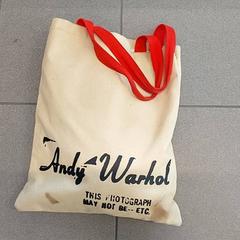 Andy Warhol
THIS PHOTOGRAPH
MAY NOT BE-- ETC.